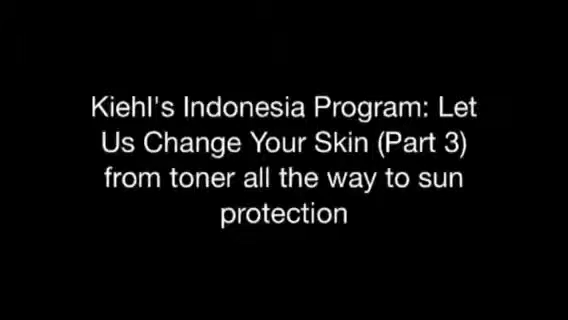 Kiehl's Indonesia Program: Let
Us Change Your Skin (Part 3)
from toner all the way to sun
protection